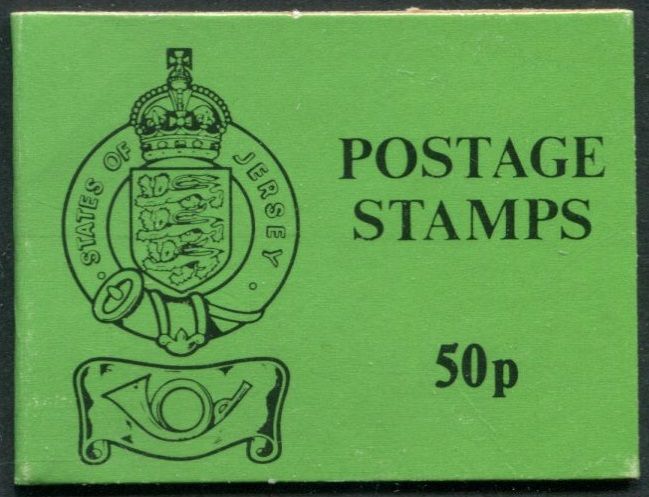 · STATES OF JERSEY ·
POSTAGE
STAMPS
50p